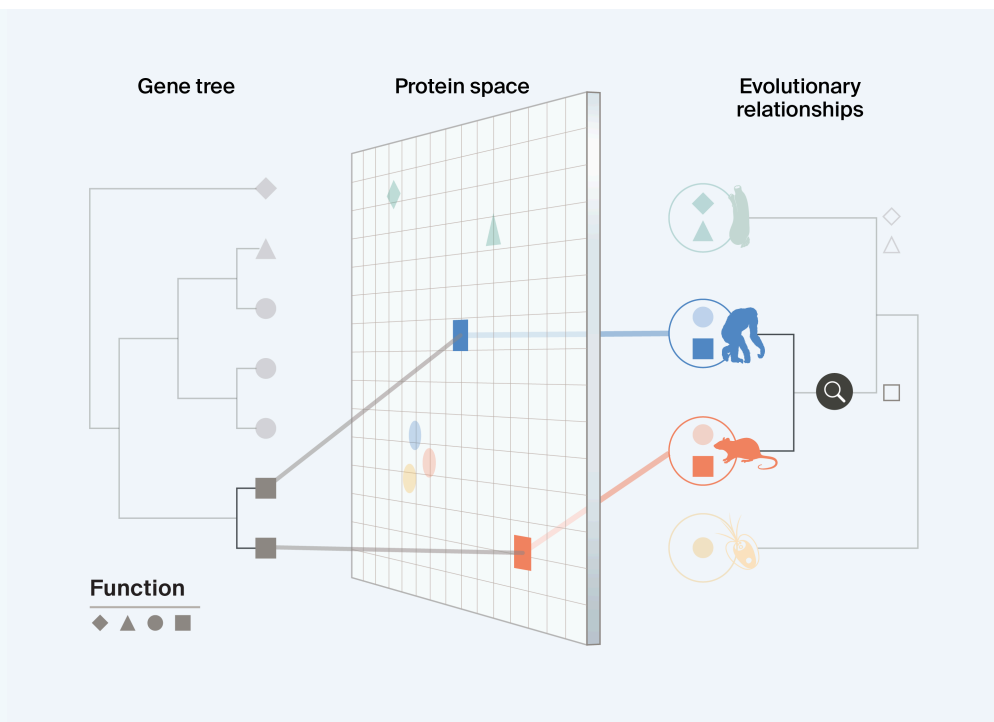 Gene tree
Protein space
Evolutionary
relationships
Function